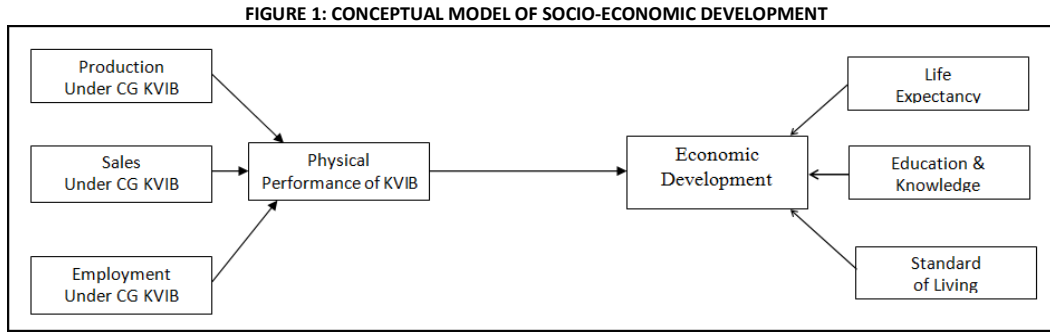 FIGURE 1: CONCEPTUAL MODEL OF SOCIO-ECONOMIC DEVELOPMENT
Production
Under CG KVIB
Sales
Under CG KVIB
Employment
Under CG KVIB
Physical
Performance of KVIB
Economic
Development
Life
Expectancy
Education &
Knowledge
Standard
of Living